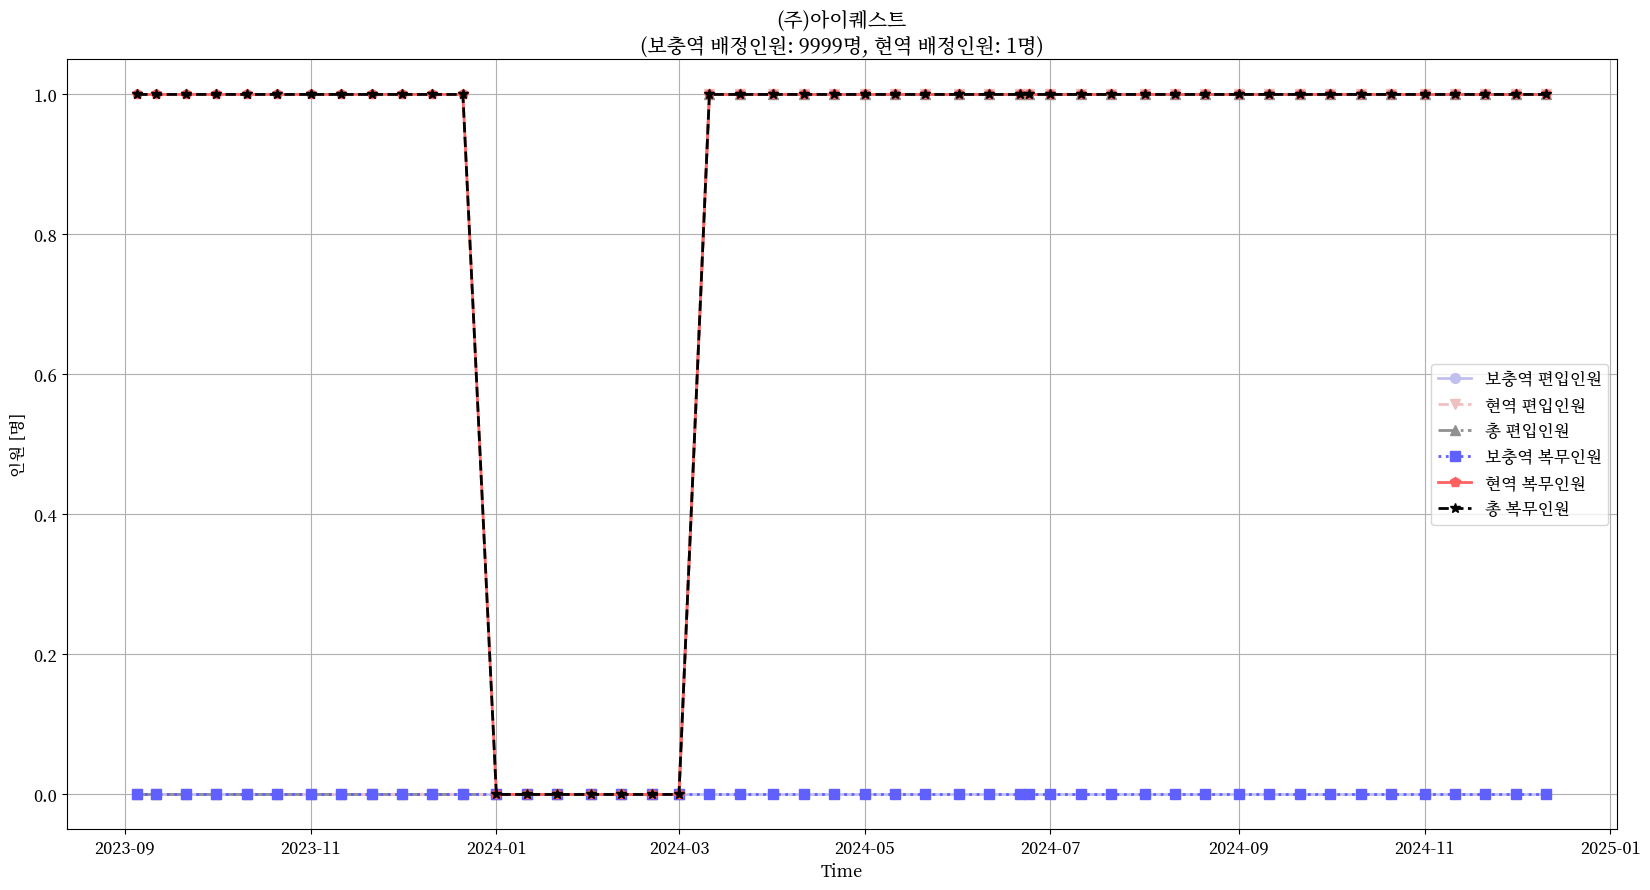 (주)아이퀘스트
(보충역 배정인원: 9999명, 현역 배정인원: 1명)
인원 [명]
1.0
0.8
0.6
0.4
0.2
0.0
보충역 편입인원
현역 편입인원
총 편입인원
보충역 복무인원
현역 복무인원
총 복무인원
2023-09 2023-11 2024-01 2024-03 2024-05 2024-07 2024-09 2024-11 2025-01
Time